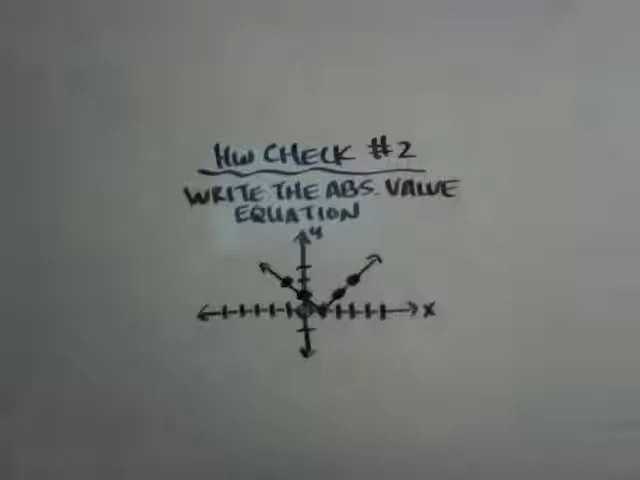 HW CHECK #2
WRITE THE ABS. VALUE
EQUATION
y
x